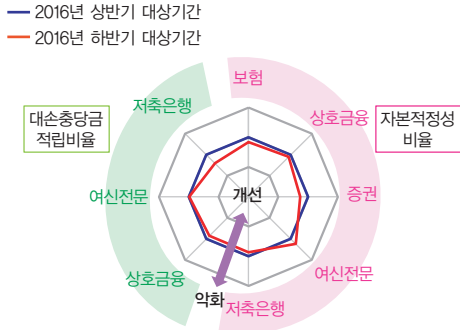 2016년 상반기 대상기간
2016년 하반기 대상기간
보험
저축은행
대손충당금
적립비율
상호금융
자본적정성
비율
여신전문
개선
증권
상호금융
여신전문
악화
저축은행